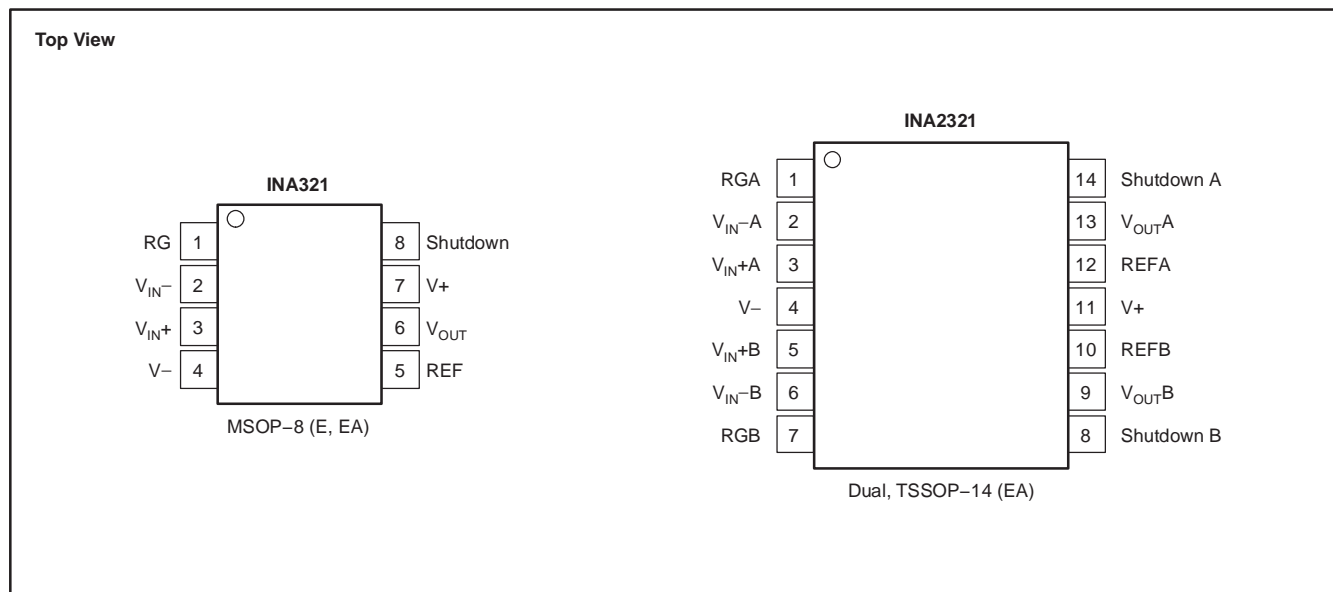 Top View
INA321
RG 1
V_IN− 2
V_IN+ 3
V− 4
8 Shutdown
7 V+
6 V_OUT
5 REF
MSOP−8 (E, EA)
INA2321
RGA 1
V_IN−A 2
V_IN+A 3
V− 4
V_IN+B 5
V_IN−B 6
RGB 7
14 Shutdown A
13 V_OUTA
12 REFA
11 V+
10 REFB
9 V_OUTB
8 Shutdown B
Dual, TSSOP−14 (EA)